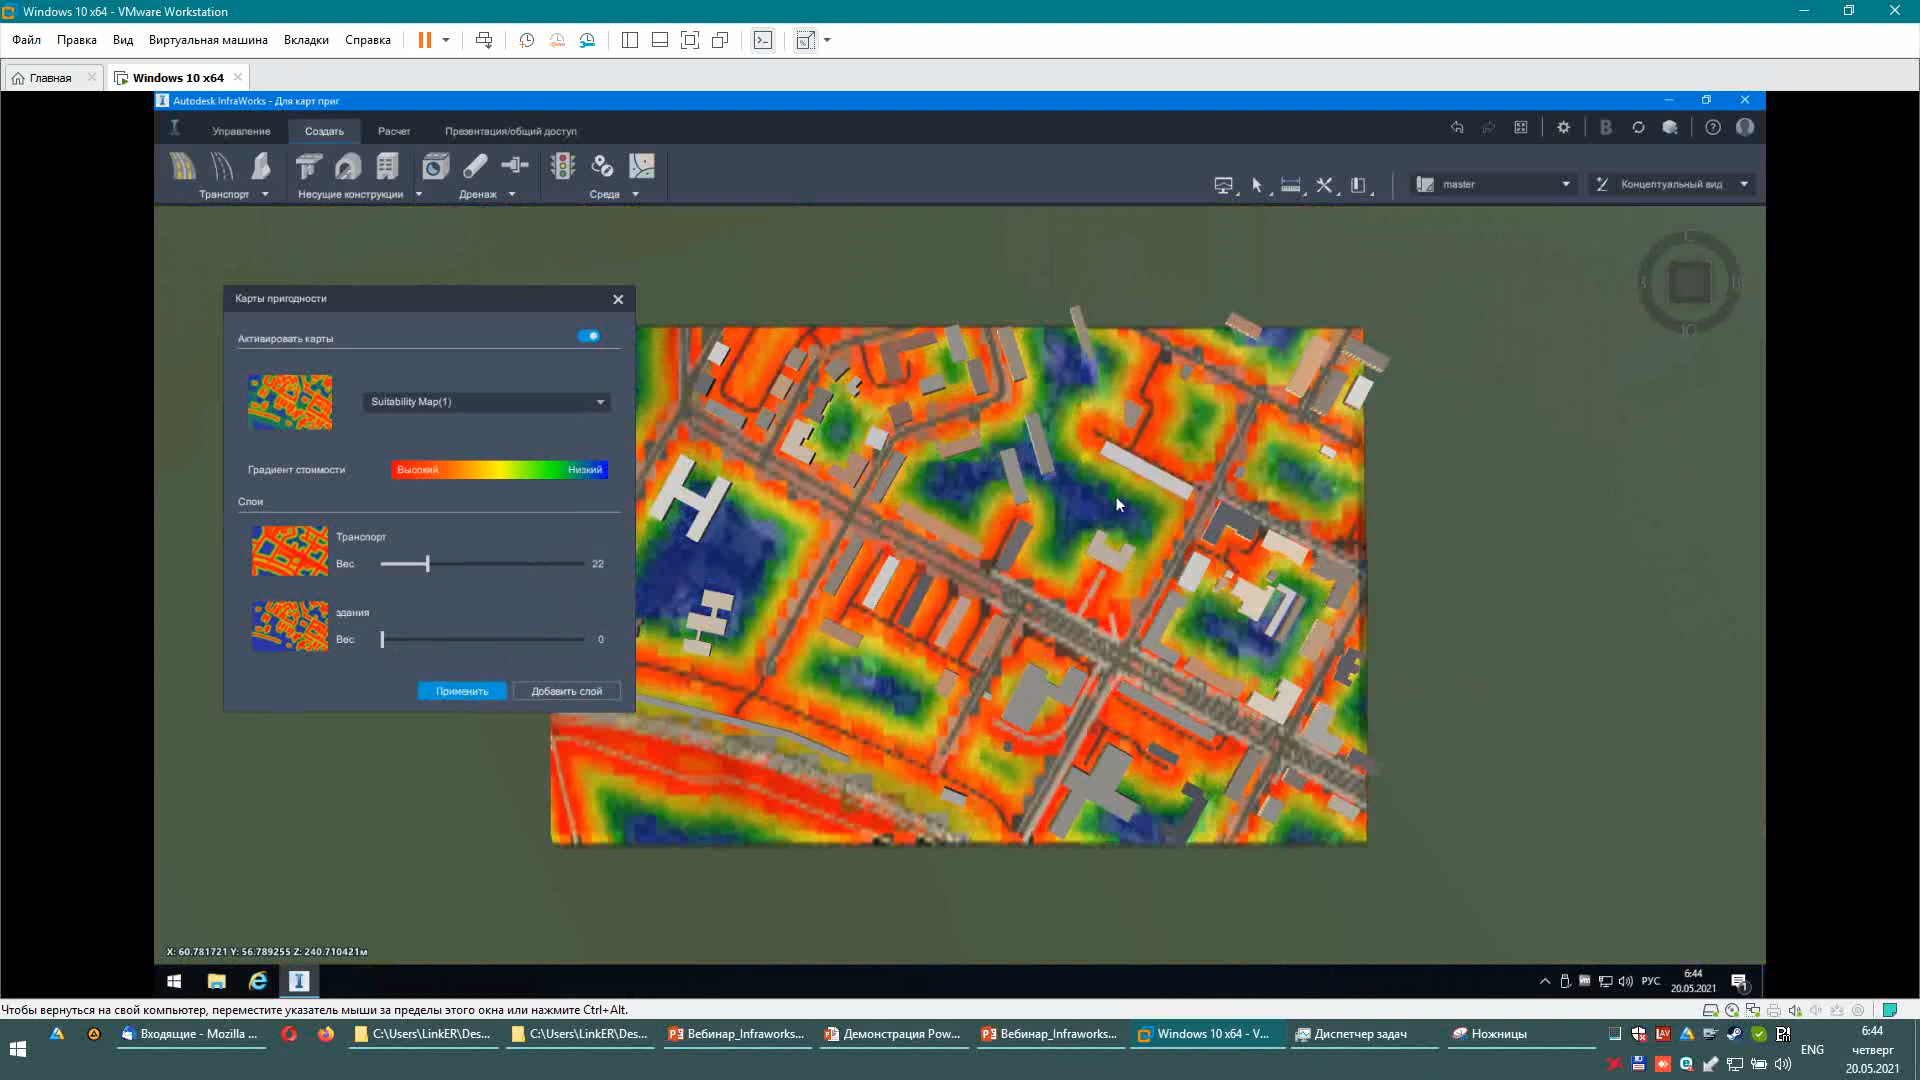 Windows 10 x64 - VMware Workstation
Файл Правка Вид Виртуальная машина Вкладки Справка
Главная
Windows 10 x64
Autodesk InfraWorks - Для карт приг
Управление Создать Расчет Презентация/общий доступ
Транспорт Несущие конструкции Дренаж Среда
master Концептуальный вид
Карты пригодности
Активировать карты
Suitability Map(1)
Градиент стоимости Высокий Низкий
Слои
Транспорт
Вес 22
здания
Вес 0
Применить Добавить слой
X: 60.781721 Y: 56.789255 Z: 240.710421м
РУС
6:44
20.05.2021
1
Чтобы вернуться на свой компьютер, переместите указатель мыши за пределы этого окна или нажмите Ctrl+Alt.
Входящие - Mozilla ...
C:\Users\LinkER\Des...
C:\Users\LinkER\Des...
Вебинар_Infraworks...
Демонстрация Pow...
Вебинар_Infraworks...
Windows 10 x64 - V...
Диспетчер задач
Ножницы
ENG
6:44
четверг
20.05.2021